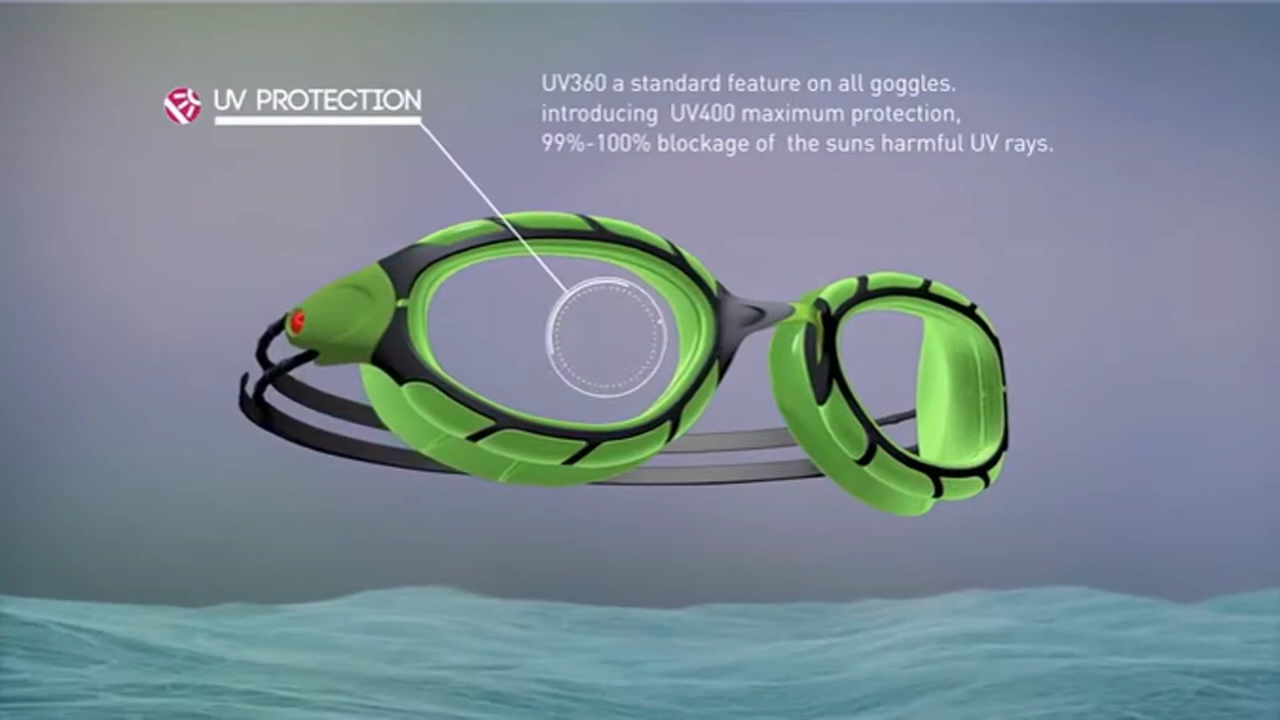 UV PROTECTION
UV360 a standard feature on all goggles.
introducing UV400 maximum protection,
99%-100% blockage of the suns harmful UV rays.